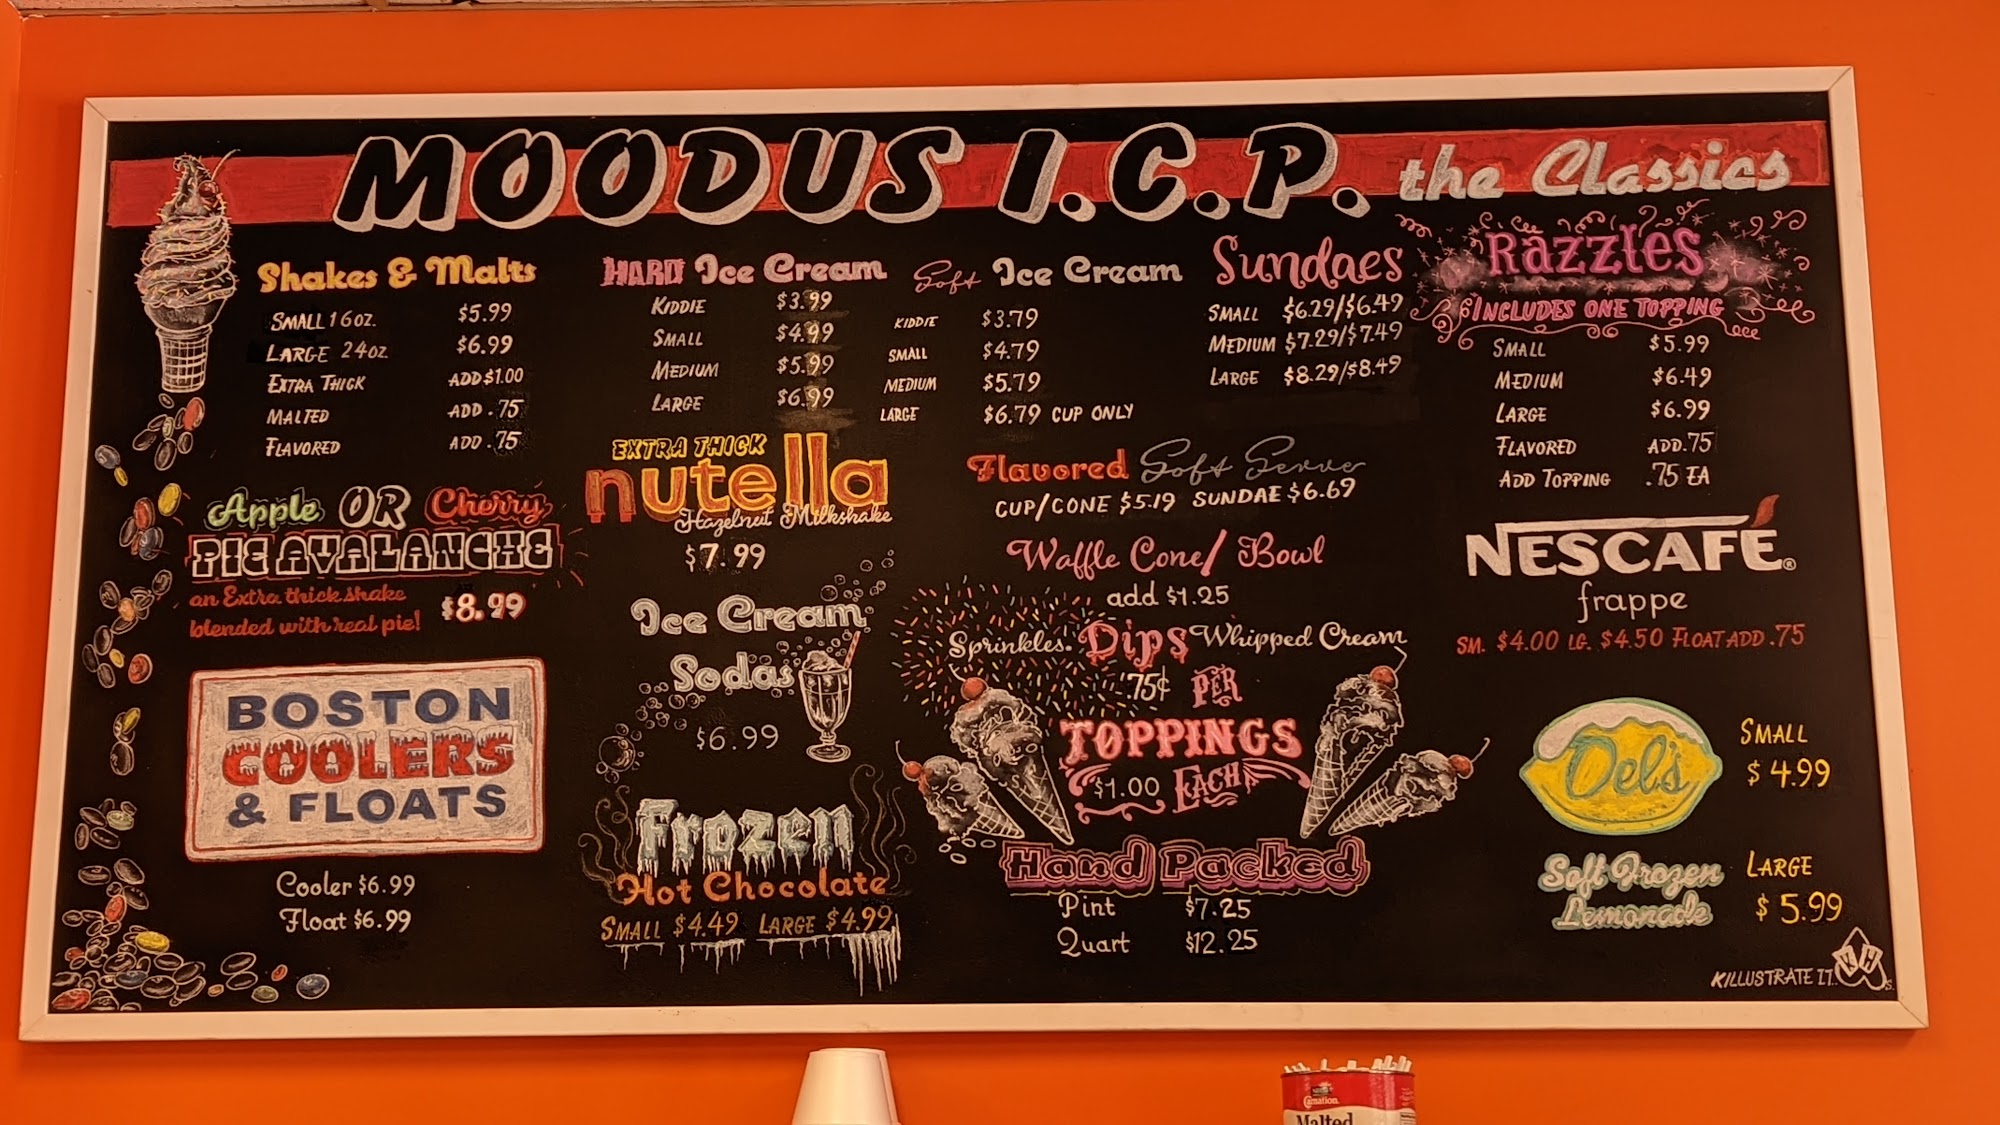 MOODUS I.C.P. the Classics
Shakes & Malts
SMALL 16oz. $5.99
LARGE 24oz. $6.99
EXTRA THICK ADD $1.00
MALTED ADD .75
FLAVORED ADD .75
Apple OR Cherry
PIE AVALANCHE
an Extra thick shake
blended with real pie! $8.99
BOSTON
COOLERS
& FLOATS
Cooler $6.99
Float $6.99
HARD Ice Cream
KIDDIE $3.99
SMALL $4.99
MEDIUM $5.99
LARGE $6.99
EXTRA THICK
nutella
Hazelnut Milkshake
$7.99
Ice Cream
Sodas
$6.99
Frozen
Hot Chocolate
SMALL $4.49 LARGE $4.99
Soft Ice Cream
KIDDIE $3.79
SMALL $4.79
MEDIUM $5.79
LARGE $6.79 CUP ONLY
Sundaes
SMALL $6.29/$6.49
MEDIUM $7.29/$7.49
LARGE $8.29/$8.49
Flavored Soft Serve
CUP/CONE $5.19 SUNDAE $6.69
Waffle Cone/ Bowl
add $1.25
Sprinkles. Dips Whipped Cream
.75¢ PER
TOPPINGS
$1.00 EACH
Hand Packed
Pint $7.25
Quart $12.25
RAZZLES
INCLUDES ONE TOPPING
SMALL $5.99
MEDIUM $6.49
LARGE $6.99
FLAVORED ADD .75
ADD TOPPING .75 EA
NESCAFÉ®
frappe
SM. $4.00 LG. $4.50 FLOAT ADD .75
Del's
SMALL
$4.99
Soft Frozen
Lemonade
LARGE
$5.99
KILLUSTRATE IT.
Carnation
Malted